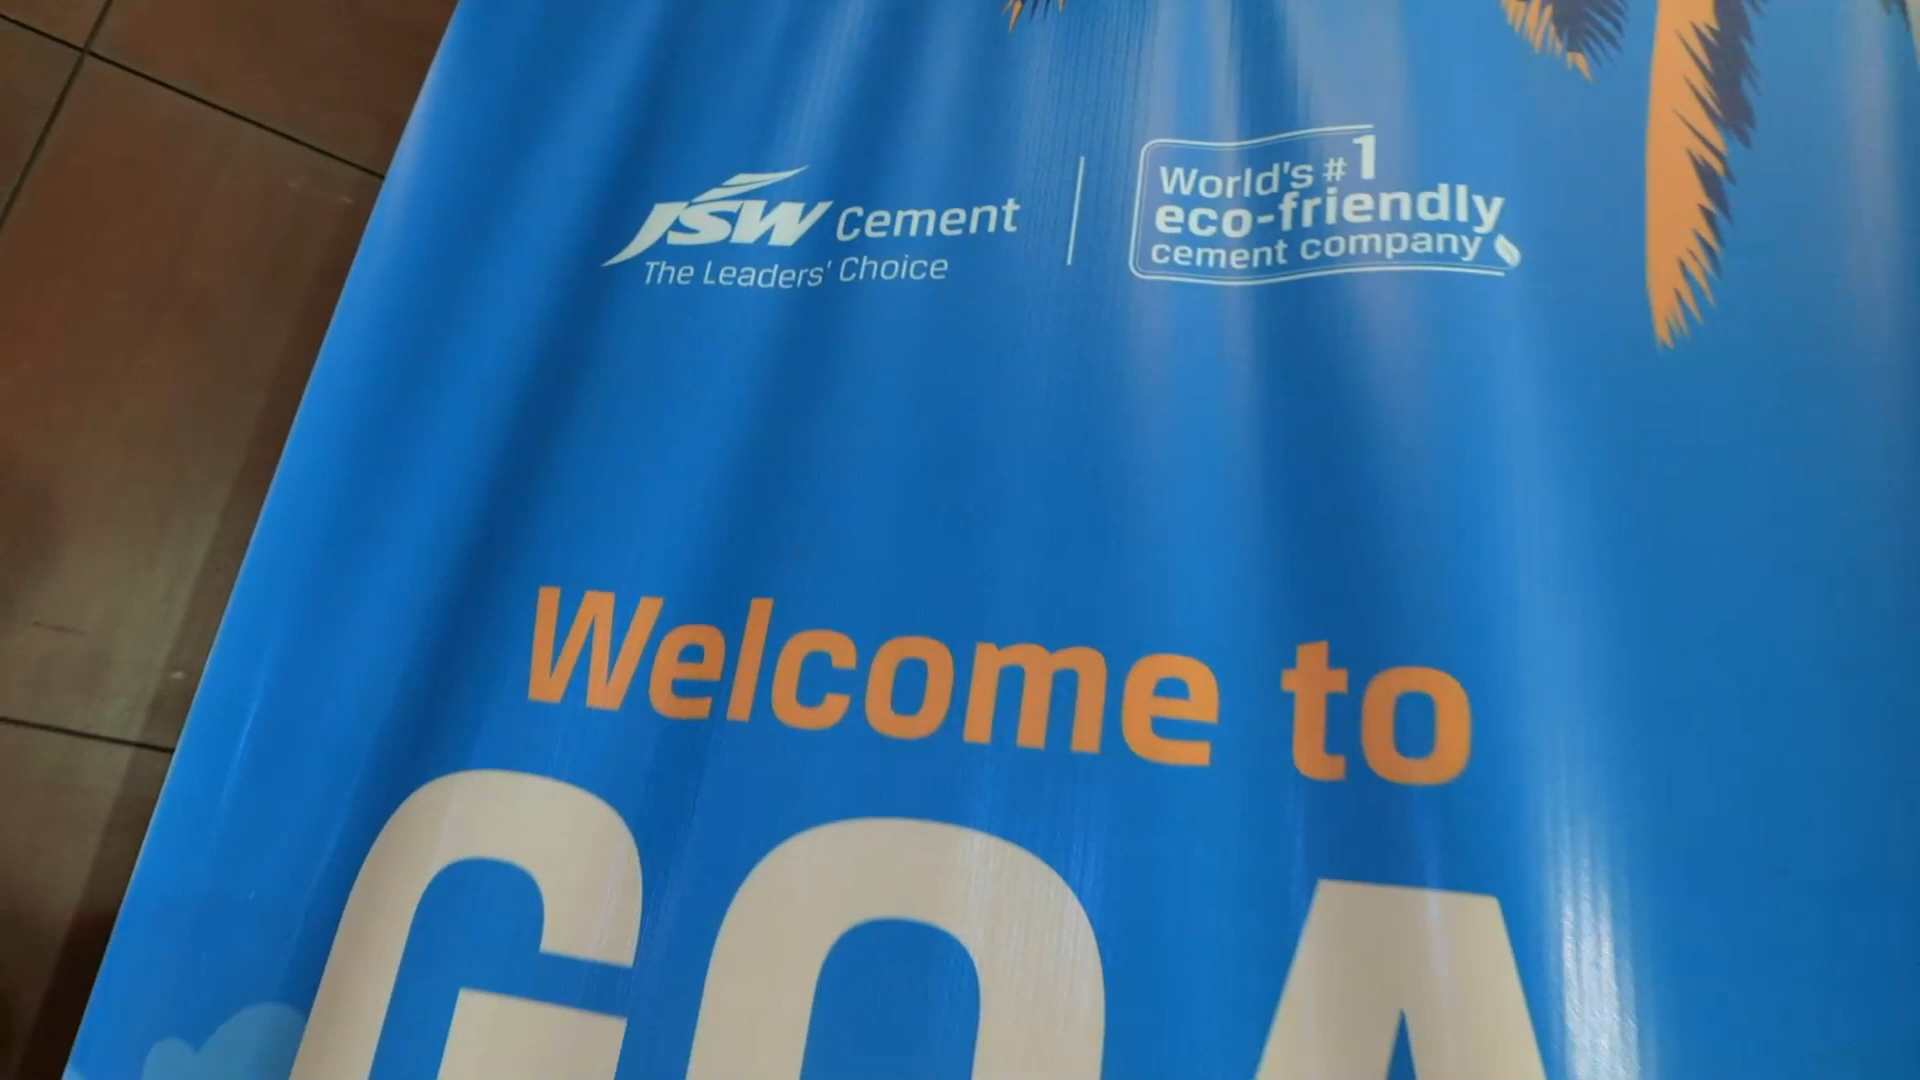 JSW Cement
The Leaders' Choice
World's #1
eco-friendly
cement company
Welcome to
GOA